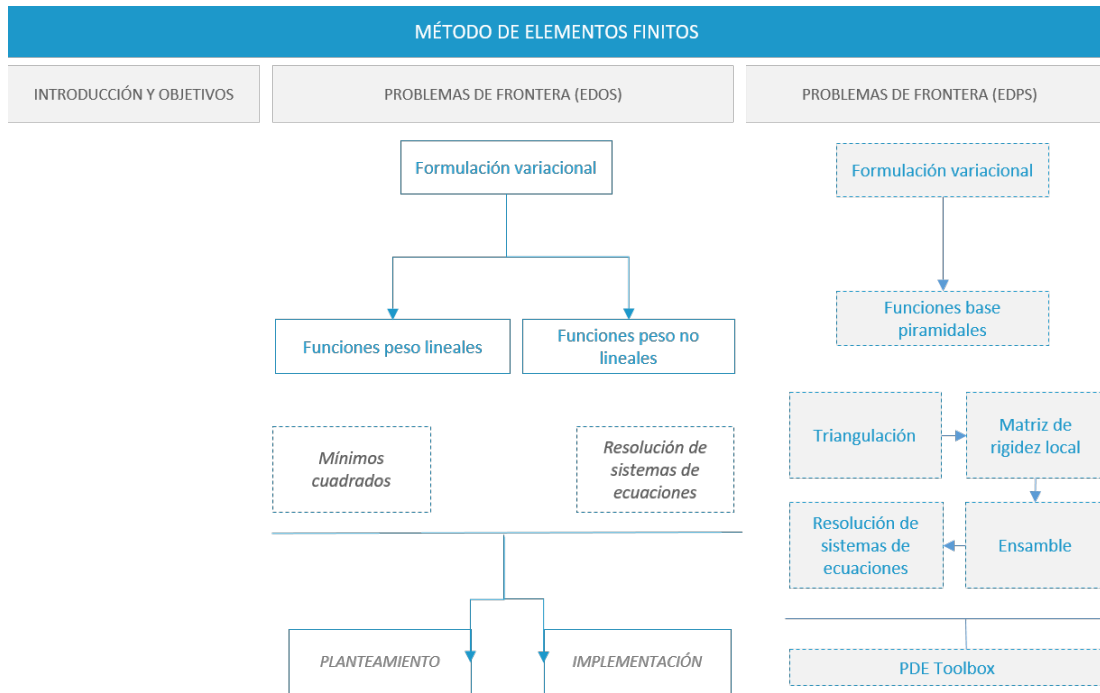 MÉTODO DE ELEMENTOS FINITOS
INTRODUCCIÓN Y OBJETIVOS
PROBLEMAS DE FRONTERA (EDOS)
PROBLEMAS DE FRONTERA (EDPS)
Formulación variacional
Funciones peso lineales
Funciones peso no
lineales
Mínimos
cuadrados
Resolución de
sistemas de
ecuaciones
PLANTEAMIENTO
IMPLEMENTACIÓN
Formulación variacional
Funciones base
piramidales
Triangulación
Matriz de
rigidez local
Resolución de
sistemas de
ecuaciones
Ensamble
PDE Toolbox